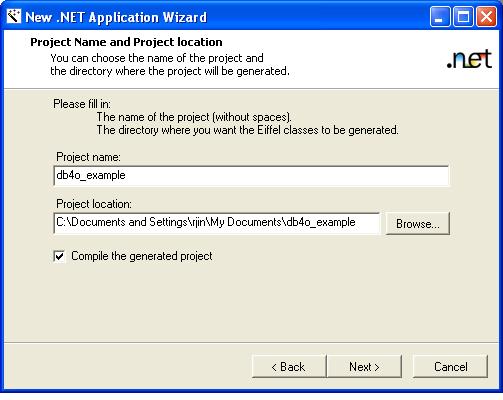 New .NET Application Wizard
Project Name and Project location
You can choose the name of the project and
the directory where the project will be generated.
.net
Please fill in:
The name of the project (without spaces).
The directory where you want the Eiffel classes to be generated.
Project name:
db4o_example
Project location:
C:\Documents and Settings\rjin\My Documents\db4o_example
Browse...
Compile the generated project
< Back
Next >
Cancel